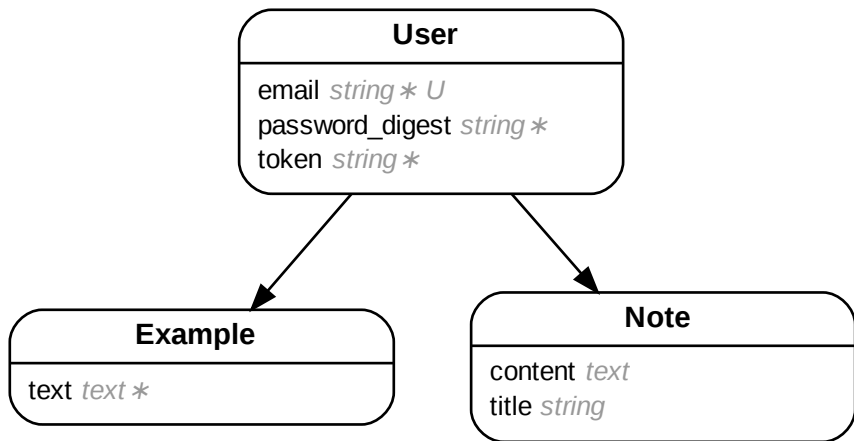 User
email string∗ U
password_digest string∗
token string∗
Example
text text∗
Note
content text
title string